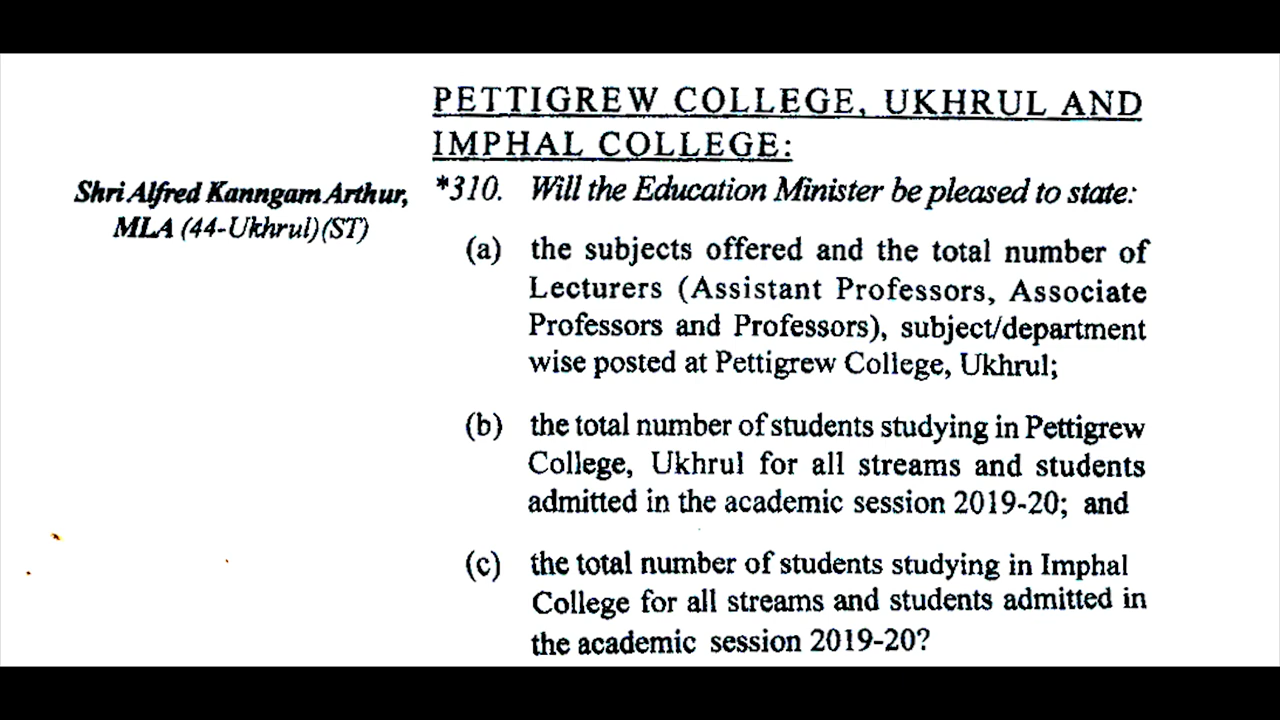 PETTIGREW COLLEGE, UKHRUL AND
IMPHAL COLLEGE:
Shri Alfred Kanngam Arthur,
MLA (44-Ukhrul)(ST)
*310. Will the Education Minister be pleased to state:
(a) the subjects offered and the total number of
Lecturers (Assistant Professors, Associate
Professors and Professors), subject/department
wise posted at Pettigrew College, Ukhrul;
(b) the total number of students studying in Pettigrew
College, Ukhrul for all streams and students
admitted in the academic session 2019-20; and
(c) the total number of students studying in Imphal
College for all streams and students admitted in
the academic session 2019-20?